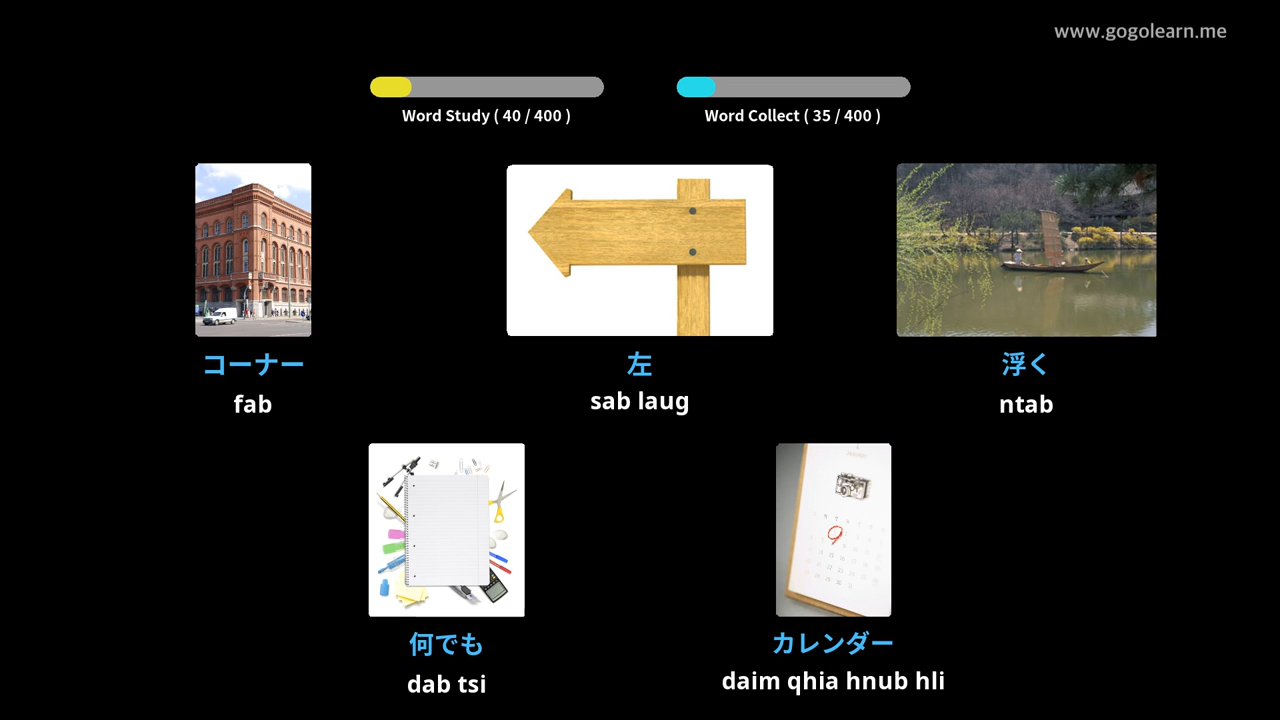 www.gogolearn.me
Word Study ( 40 / 400 )
Word Collect ( 35 / 400 )
コーナー
fab
左
sab laug
浮く
ntab
何でも
dab tsi
カレンダー
daim qhia hnub hli